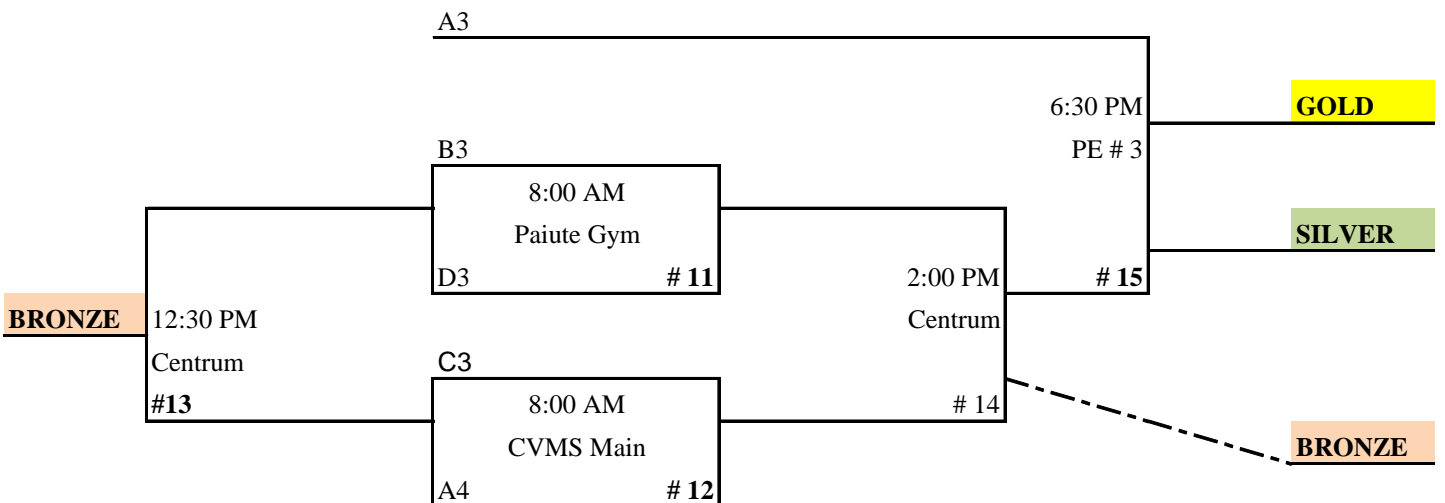 A3
6:30 PM
GOLD
B3
PE # 3
8:00 AM
Paiute Gym
SILVER
D3
# 11
2:00 PM
# 15
BRONZE
12:30 PM
Centrum
Centrum
C3
#13
8:00 AM
# 14
CVMS Main
BRONZE
A4
# 12